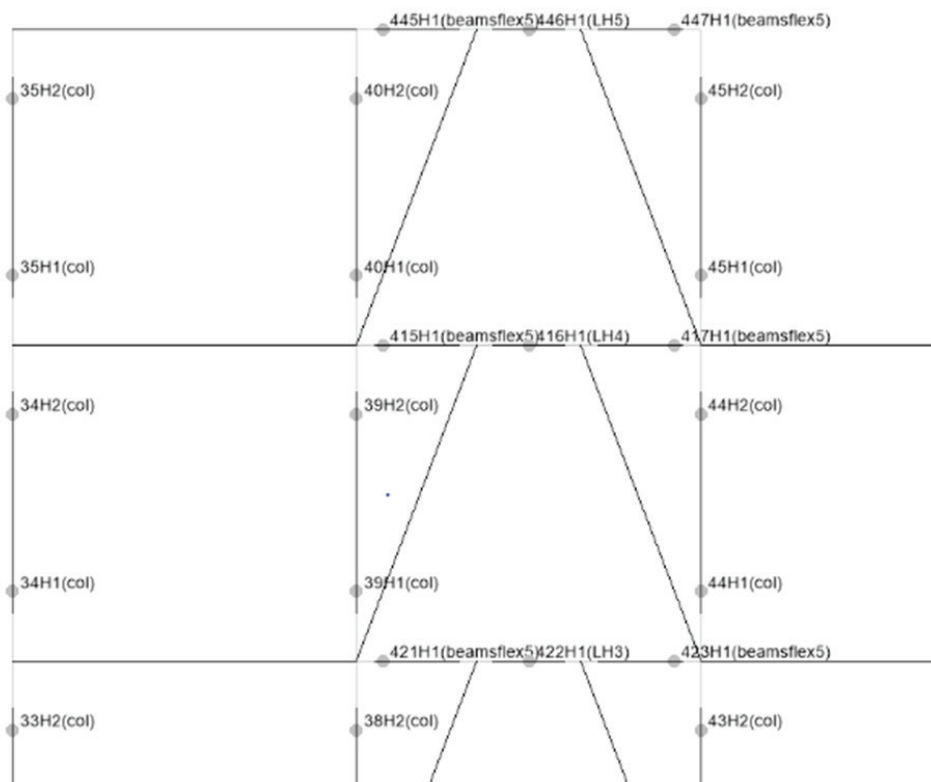 445H1(beamsflex5)446H1(LH5) 447H1(beamsflex5)
35H2(col) 40H2(col) 45H2(col)
35H1(col) 40H1(col) 45H1(col)
415H1(beamsflex5)416H1(LH4) 417H1(beamsflex5)
34H2(col) 39H2(col) 44H2(col)
34H1(col) 39H1(col) 44H1(col)
421H1(beamsflex5)422H1(LH3) 423H1(beamsflex5)
33H2(col) 38H2(col) 43H2(col)